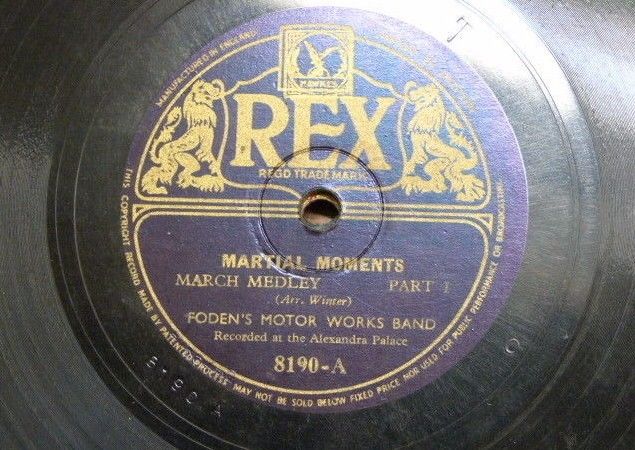 MANUFACTURED IN ENGLAND
REX
REGD TRADE MARK
MARTIAL MOMENTS
MARCH MEDLEY PART 1
(Arr. Winter)
FODEN'S MOTOR WORKS BAND
Recorded at the Alexandra Palace
8190-A
THIS COPYRIGHT RECORD MADE BY PATENTED PROCESS MAY NOT BE SOLD BELOW FIXED PRICE NOR USED FOR PUBLIC PERFORMANCE OR BROADCASTING
8190 A
T